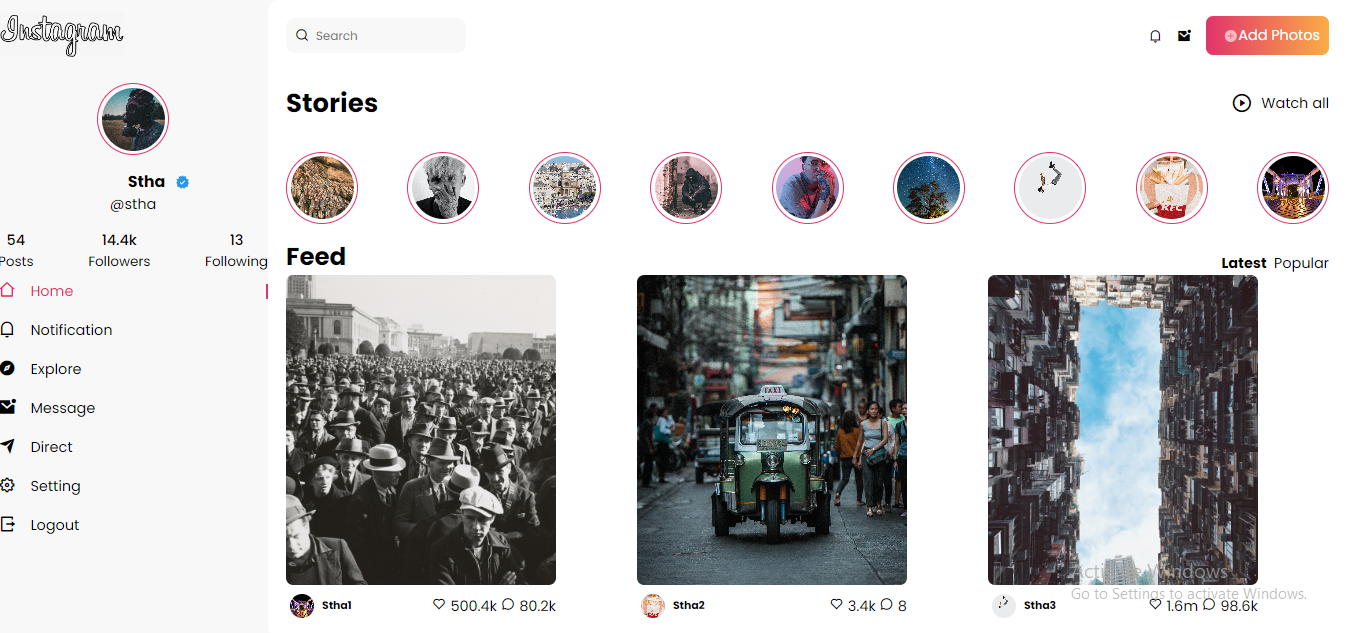 Instagram
Search
Add Photos
Stories
Watch all
Stha
@stha
54
14.4k
13
Posts
Followers
Following
Home
Notification
Explore
Message
Direct
Setting
Logout
KFC
Feed
Latest Popular
TAXI
Stha1
500.4k
80.2k
Stha2
3.4k
8
Stha3
1.6m
98.6k
Activate Windows
Go to Settings to activate Windows.